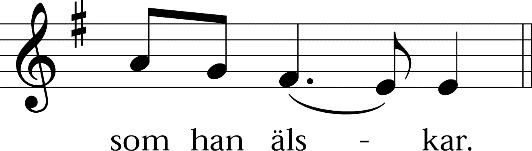 som han äls - kar.